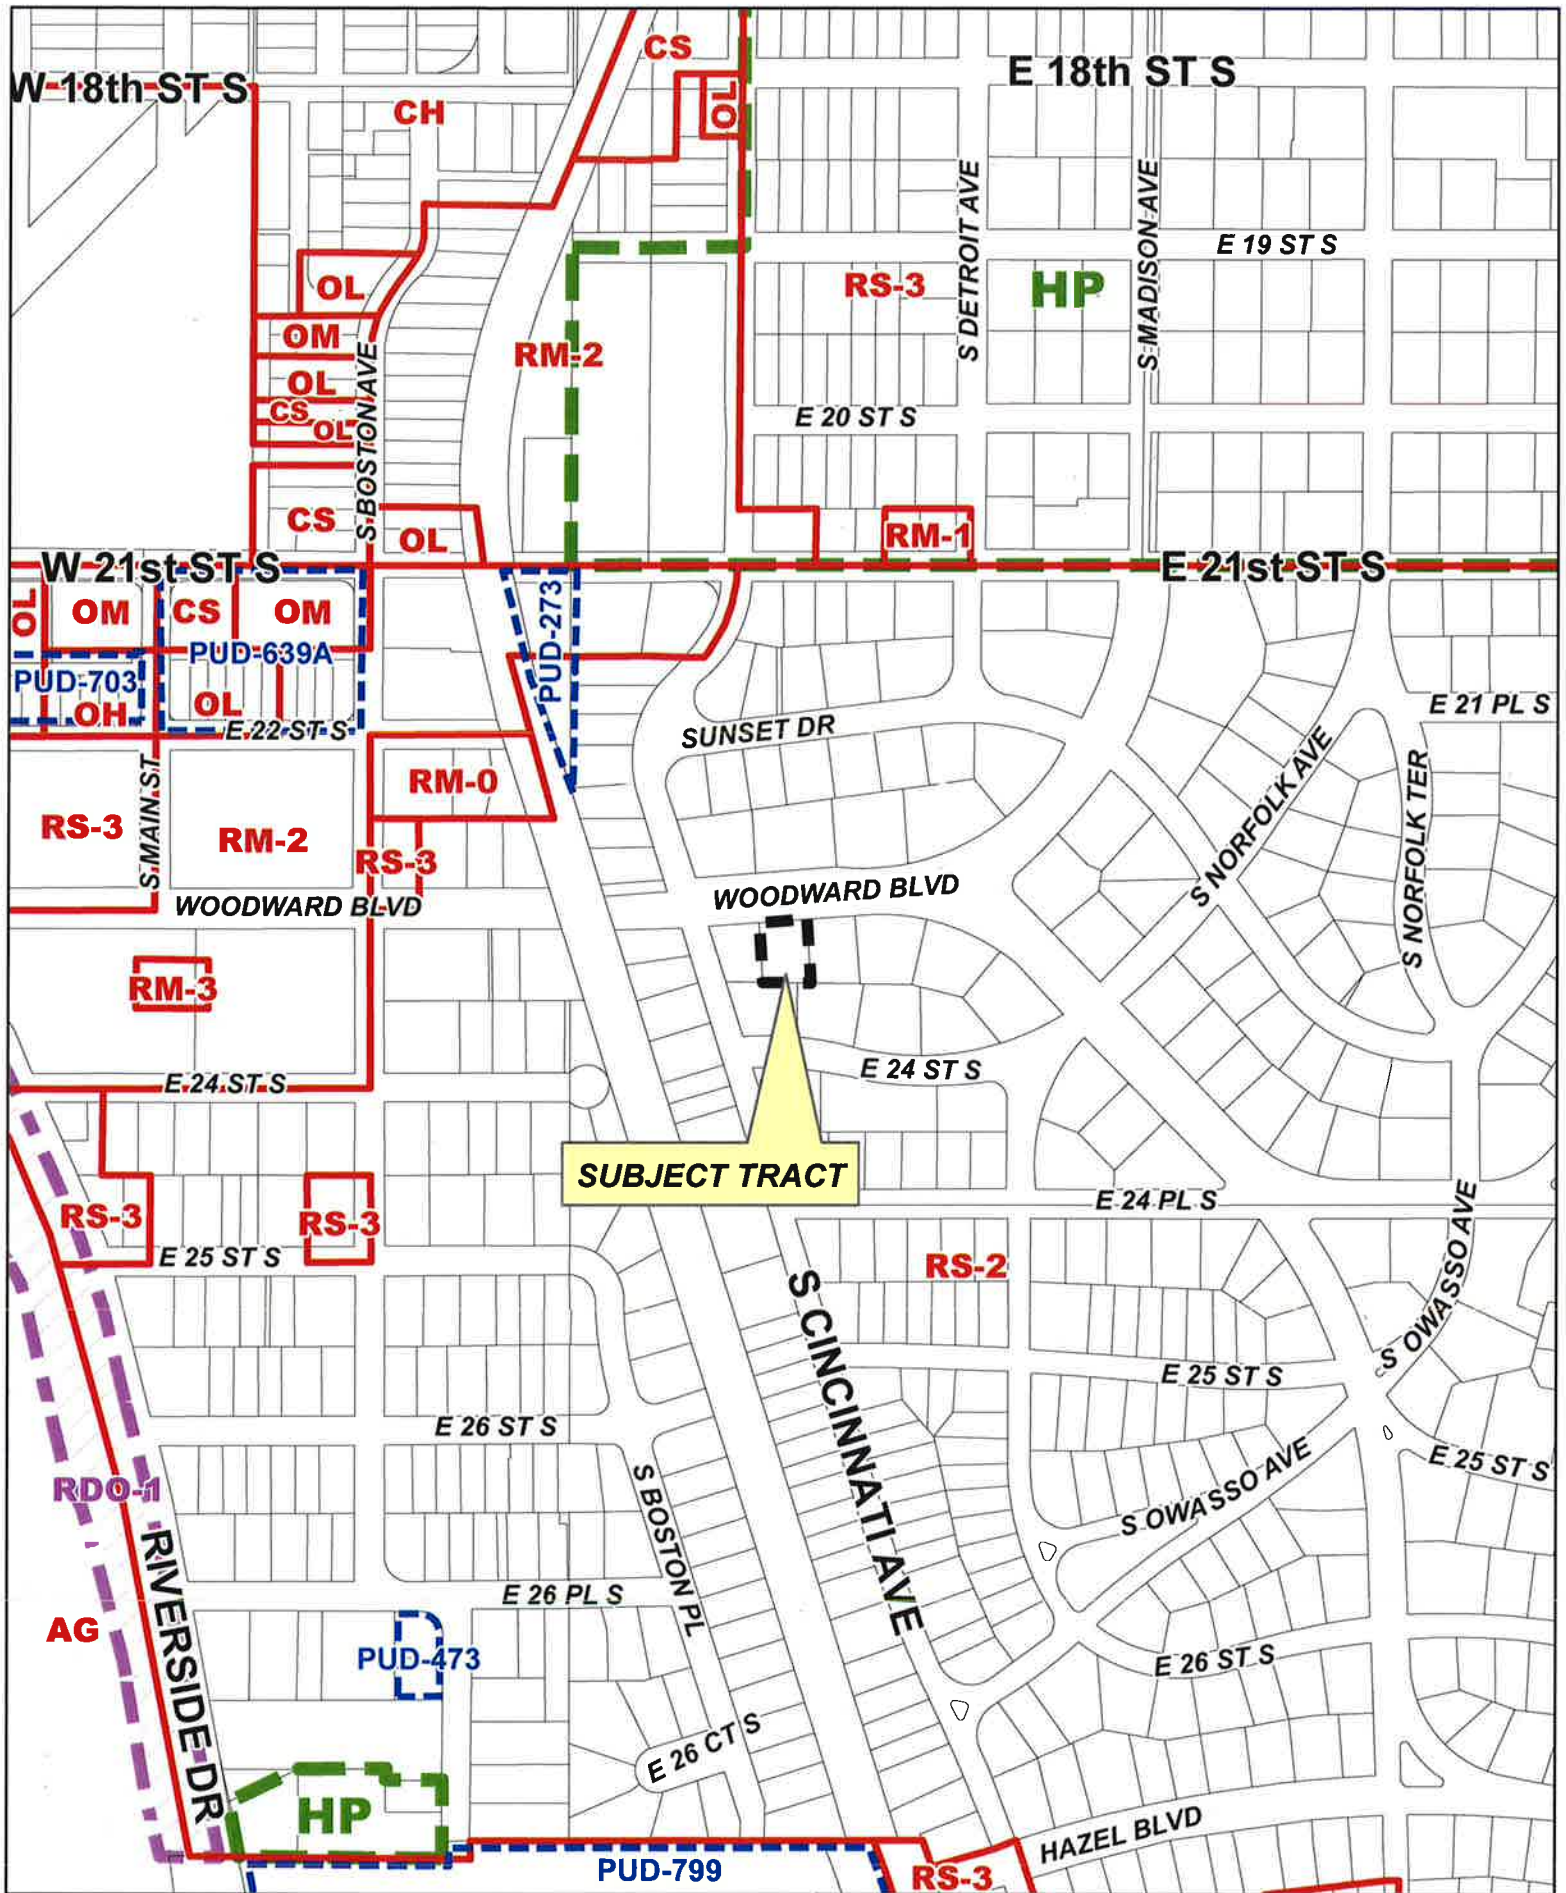 CS
W 18th ST S
E 18th ST S
CH
OL
S DETROIT AVE
S MADISON AVE
E 19 ST S
OL
RS-3
HP
OM
RM-2
OL
CS
OL
S BOSTON AVE
E 20 ST S
CS
OL
RM-1
W 21st ST S
E 21st ST S
OL
OM
CS
OM
PUD-273
PUD-639A
PUD-703
OL
OH
E 22 ST S
SUNSET DR
E 21 PL S
S MAIN ST
RM-0
S NORFOLK AVE
S NORFOLK TER
RS-3
RM-2
RS-3
WOODWARD BLVD
WOODWARD BLVD
RM-3
E 24 ST S
E 24 ST S
SUBJECT TRACT
E 24 PL S
RS-3
RS-3
E 25 ST S
RS-2
S OWASSO AVE
S CINCINNATI AVE
E 25 ST S
E 26 ST S
E 25 ST S
S OWASSO AVE
RDO-1
S BOSTON PL
RIVERSIDE DR
E 26 PL S
AG
PUD-473
E 26 ST S
E 26 CT S
HP
HAZEL BLVD
PUD-799
RS-3